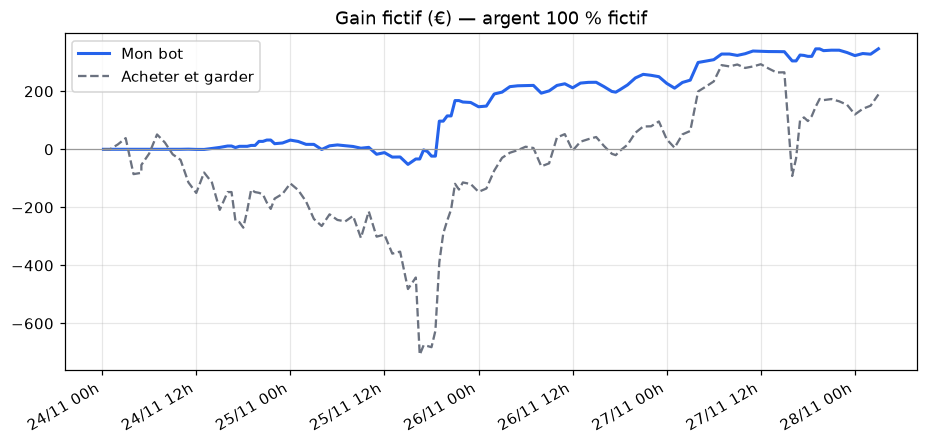 Gain fictif (€) — argent 100 % fictif
Mon bot
Acheter et garder
200
0
−200
−400
−600
24/11 00h
24/11 12h
25/11 00h
25/11 12h
26/11 00h
26/11 12h
27/11 00h
27/11 12h
28/11 00h